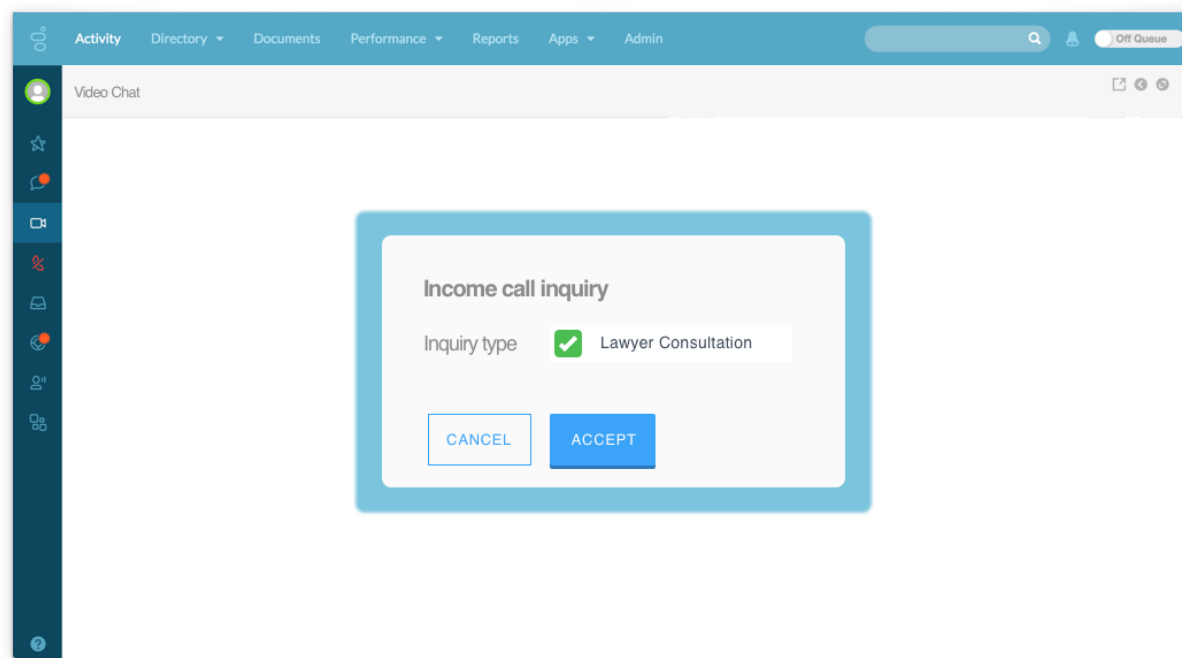 Activity Directory Documents Performance Reports Apps Admin Off Queue
Video Chat
Income call inquiry
Inquiry type Lawyer Consultation
CANCEL ACCEPT
?